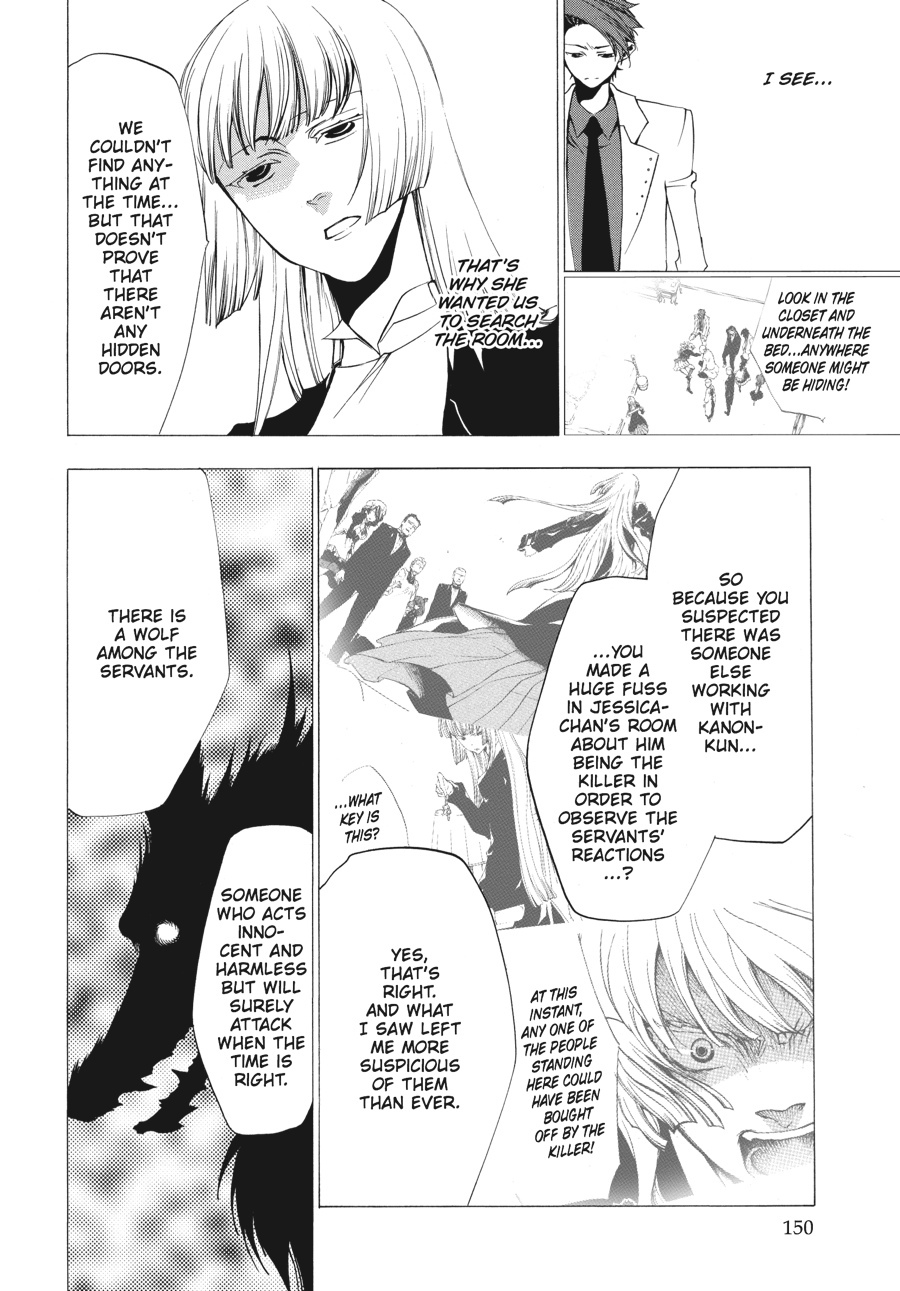 I SEE...
LOOK IN THE
CLOSET AND
UNDERNEATH THE
BED...ANYWHERE
SOMEONE MIGHT
BE HIDING!
THAT'S
WHY SHE
WANTED US
TO SEARCH
THE ROOM...
WE
COULDN'T
FIND ANY-
THING AT
THE TIME...
BUT THAT
DOESN'T
PROVE
THAT
THERE
AREN'T
ANY
HIDDEN
DOORS.
SO
BECAUSE YOU
SUSPECTED
THERE WAS
SOMEONE
ELSE
WORKING
WITH
KANON-
KUN...
...YOU
MADE A
HUGE FUSS
IN JESSICA-
CHAN'S ROOM
ABOUT HIM
BEING THE
KILLER IN
ORDER TO
OBSERVE THE
SERVANTS'
REACTIONS
...?
...WHAT
KEY IS
THIS?
AT THIS
INSTANT,
ANY ONE OF
THE PEOPLE
STANDING
HERE COULD
HAVE BEEN
BOUGHT
OFF BY THE
KILLER!
YES,
THAT'S
RIGHT.
AND WHAT
I SAW LEFT
ME MORE
SUSPICIOUS
OF THEM
THAN EVER.
THERE IS
A WOLF
AMONG THE
SERVANTS.
SOMEONE
WHO ACTS
INNO-
CENT AND
HARMLESS
BUT WILL
SURELY
ATTACK
WHEN THE
TIME IS
RIGHT.
150